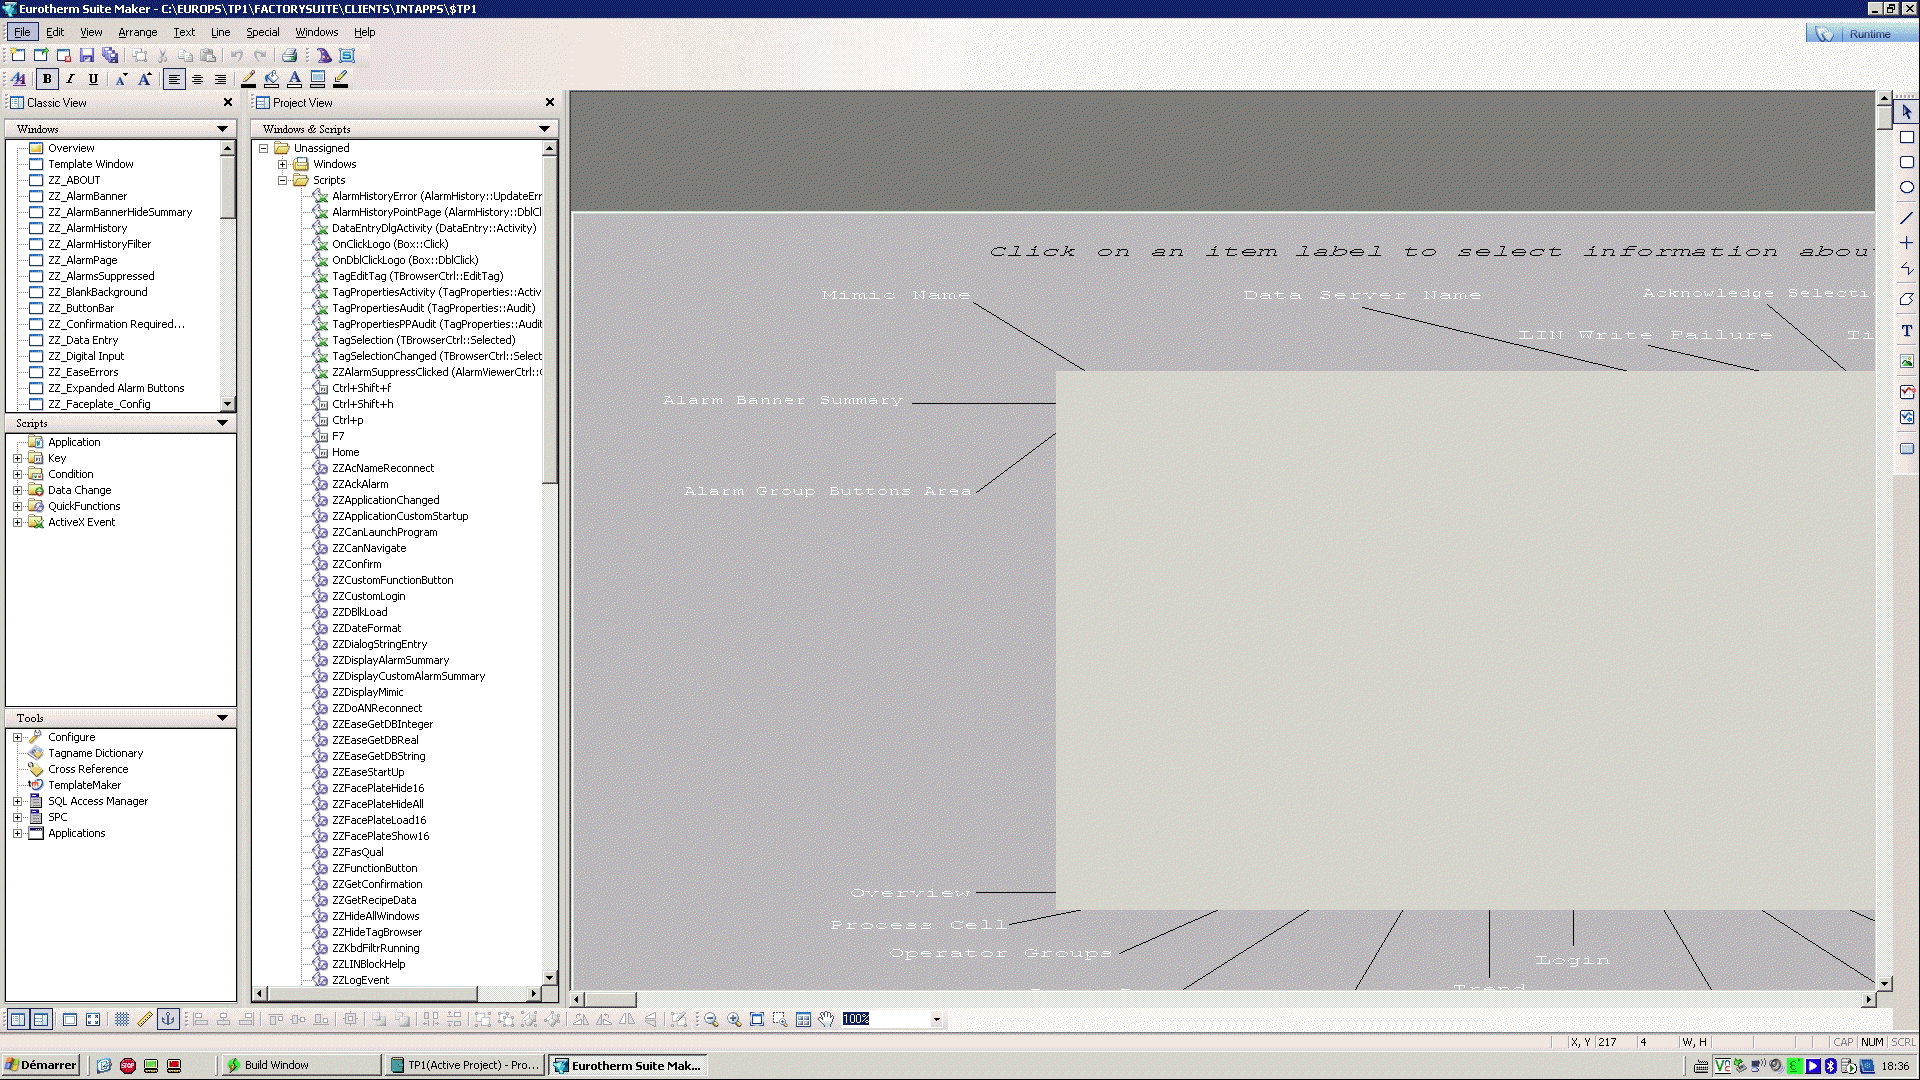 Eurotherm Suite Maker - C:\EUROPS\TP1\FACTORYSUITE\CLIENTS\INTAPPS\$TP1
File Edit View Arrange Text Line Special Windows Help
Runtime
Classic View
Windows
Overview
Template Window
ZZ_ABOUT
ZZ_AlarmBanner
ZZ_AlarmBannerHideSummary
ZZ_AlarmHistory
ZZ_AlarmHistoryFilter
ZZ_AlarmPage
ZZ_AlarmsSuppressed
ZZ_BlankBackground
ZZ_ButtonBar
ZZ_Confirmation Required...
ZZ_Data Entry
ZZ_Digital Input
ZZ_EaseErrors
ZZ_Expanded Alarm Buttons
ZZ_Faceplate_Config
Scripts
Application
Key
Condition
Data Change
QuickFunctions
ActiveX Event
Tools
Configure
Tagname Dictionary
Cross Reference
TemplateMaker
SQL Access Manager
SPC
Applications
Project View
Windows & Scripts
Unassigned
Windows
Scripts
AlarmHistoryError (AlarmHistory::UpdateErr
AlarmHistoryPointPage (AlarmHistory::DblCl
DataEntryDlgActivity (DataEntry::Activity)
OnClickLogo (Box::Click)
OnDblClickLogo (Box::DblClick)
TagEditTag (TBrowserCtrl::EditTag)
TagPropertiesActivity (TagProperties::Activ
TagPropertiesAudit (TagProperties::Audit)
TagPropertiesPPAudit (TagProperties::Audit
TagSelection (TBrowserCtrl::Selected)
TagSelectionChanged (TBrowserCtrl::Select
ZZAlarmSuppressClicked (AlarmViewerCtrl::
Ctrl+Shift+f
Ctrl+Shift+h
Ctrl+p
F7
Home
ZZAcNameReconnect
ZZAckAlarm
ZZApplicationChanged
ZZApplicationCustomStartup
ZZCanLaunchProgram
ZZCanNavigate
ZZConfirm
ZZCustomFunctionButton
ZZCustomLogin
ZZDBlkLoad
ZZDateFormat
ZZDialogStringEntry
ZZDisplayAlarmSummary
ZZDisplayCustomAlarmSummary
ZZDisplayMimic
ZZDoANReconnect
ZZEaseGetDBInteger
ZZEaseGetDBReal
ZZEaseGetDBString
ZZEaseStartUp
ZZFacePlateHide16
ZZFacePlateHideAll
ZZFacePlateLoad16
ZZFacePlateShow16
ZZFasQual
ZZFunctionButton
ZZGetConfirmation
ZZGetRecipeData
ZZHideAllWindows
ZZHideTagBrowser
ZZKbdFiltrRunning
ZZLINBlockHelp
ZZLogEvent
Click on an item label to select information abou
Mimic Name
Data Server Name
Acknowledge Selectio
LIN Write Failure
Ti
Alarm Banner Summary
Alarm Group Buttons Area
Overview
Process Cell
Operator Groups
Login
Trend
100%
X, Y 217 4 W, H CAP NUM SCRL
Démarrer
Build Window
TP1(Active Project) - Pro...
Eurotherm Suite Mak...
18:36